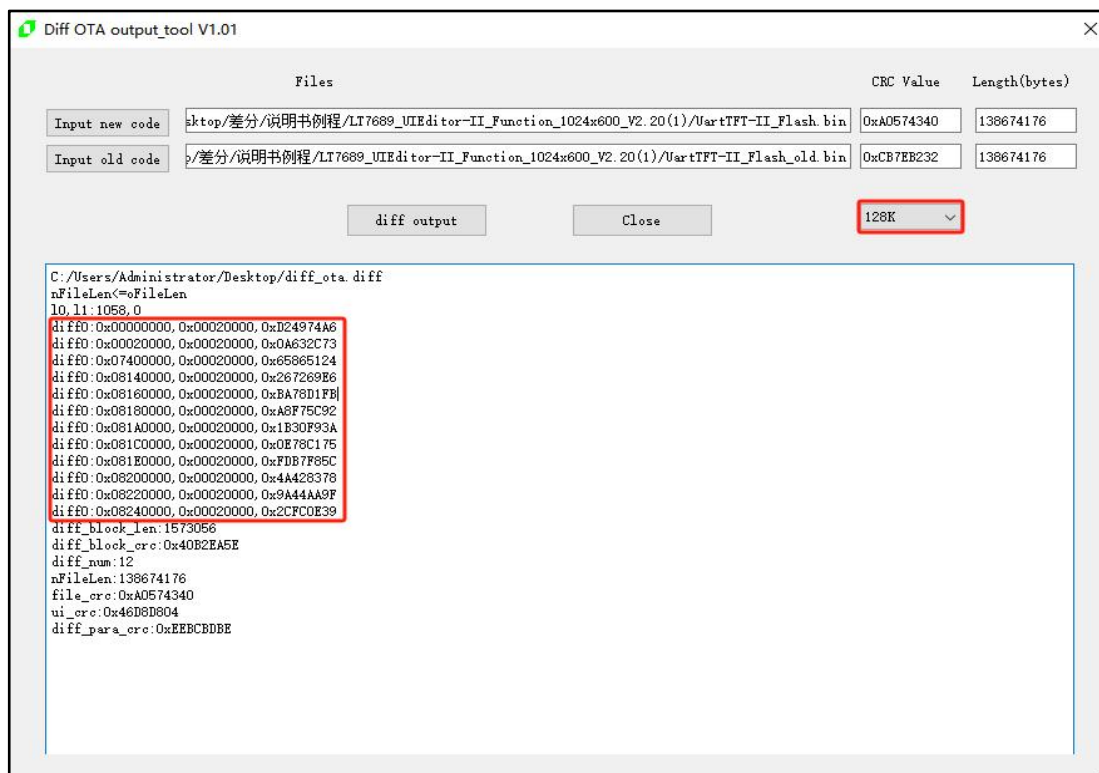 Diff OTA output_tool V1.01
Files CRC Value Length(bytes)
Input new code sktop/差分/说明书例程/LT7689_UIEditor-II_Function_1024x600_V2.20(1)/UartTFT-II_Flash.bin 0xA0574340 138674176
Input old code p/差分/说明书例程/LT7689_UIEditor-II_Function_1024x600_V2.20(1)/UartTFT-II_Flash_old.bin 0xCB7EB232 138674176
diff output Close 128K
C:/Users/Administrator/Desktop/diff_ota.diff
nFileLen<=oFileLen
l0,l1:1058,0
diff0:0x00000000,0x00020000,0xD24974A6
diff0:0x00020000,0x00020000,0x0A632C73
diff0:0x07400000,0x00020000,0x65865124
diff0:0x08140000,0x00020000,0x267269E6
diff0:0x08160000,0x00020000,0xBA78D1FB
diff0:0x08180000,0x00020000,0xA8F75C92
diff0:0x081A0000,0x00020000,0x1B30F93A
diff0:0x081C0000,0x00020000,0x0E78C175
diff0:0x081E0000,0x00020000,0xFDB7F85C
diff0:0x08200000,0x00020000,0x4A428378
diff0:0x08220000,0x00020000,0x9A44AA9F
diff0:0x08240000,0x00020000,0x2CFC0E39
diff_block_len:1573056
diff_block_crc:0x40B2EA5E
diff_num:12
nFileLen:138674176
file_crc:0xA0574340
ui_crc:0x46D8D804
diff_para_crc:0xEEBCBDBE